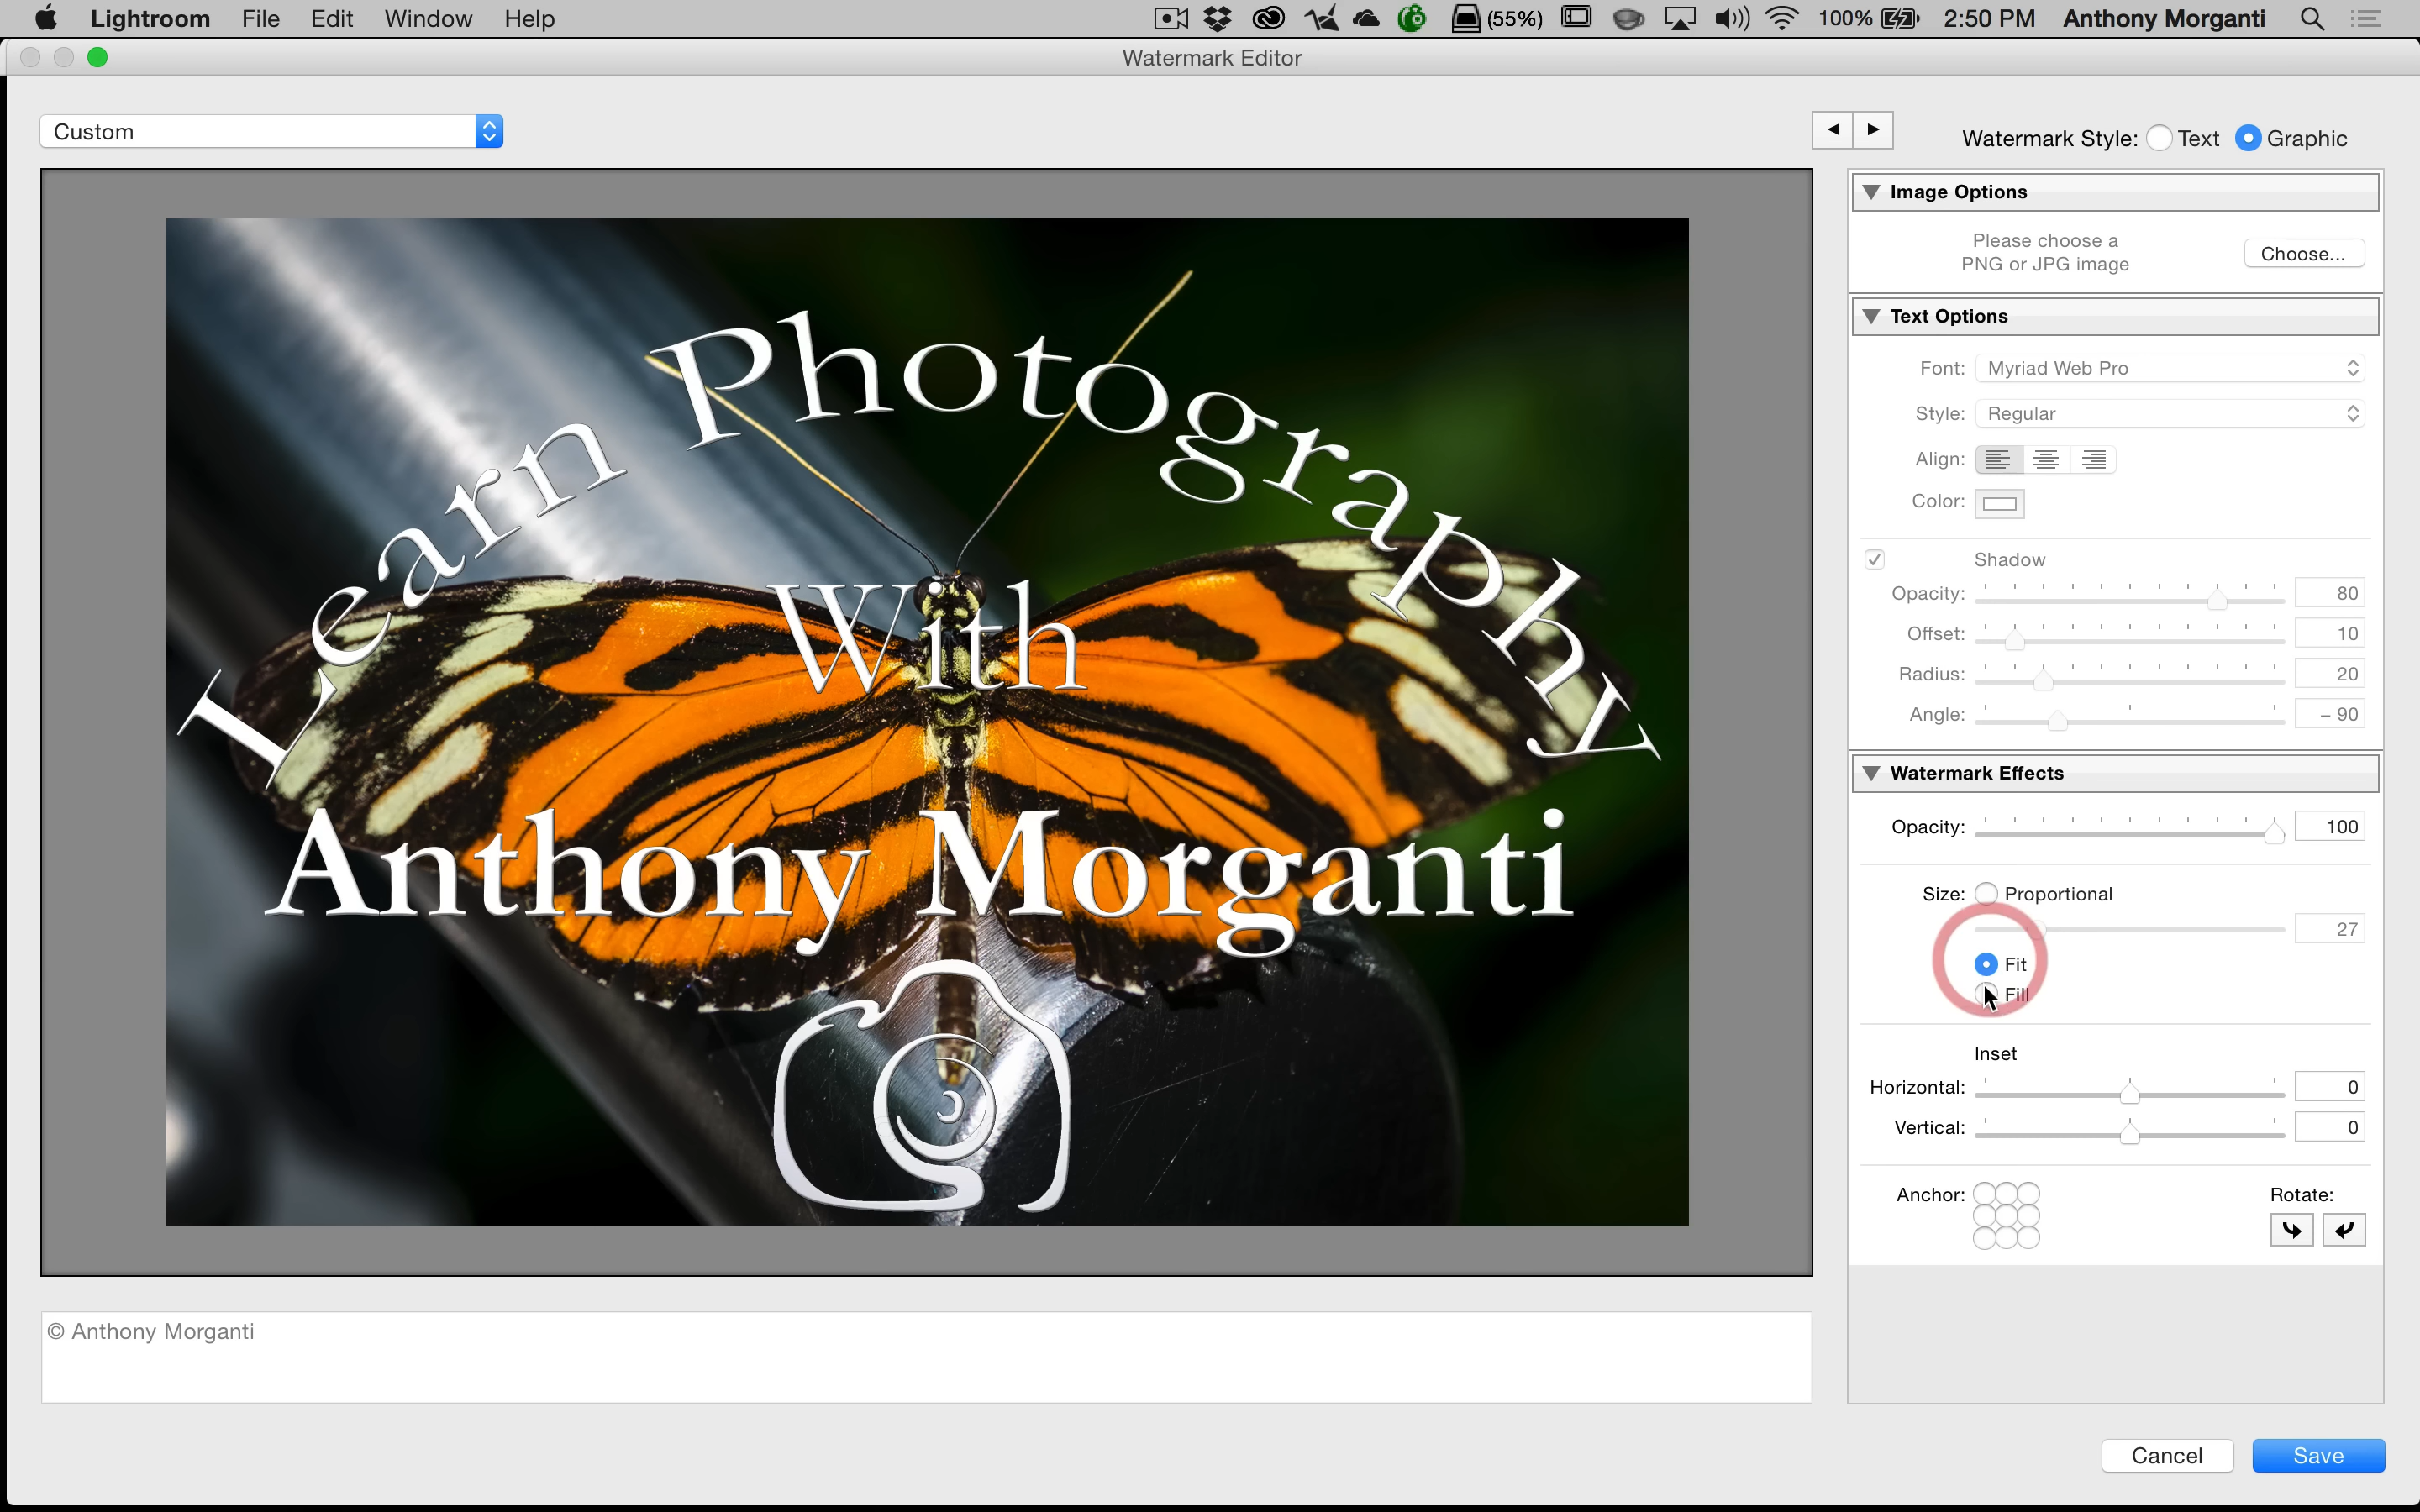 Lightroom File Edit Window Help (55%) 100% 2:50 PM Anthony Morganti
Watermark Editor
Custom
Watermark Style: Text Graphic
Image Options
Please choose a
PNG or JPG image
Choose...
Text Options
Font: Myriad Web Pro
Style: Regular
Align:
Color:
Shadow
Opacity: 80
Offset: 10
Radius: 20
Angle: – 90
Watermark Effects
Opacity: 100
Size: Proportional
27
Fit
Fill
Inset
Horizontal: 0
Vertical: 0
Anchor: Rotate:
Learn Photography
With
Anthony Morganti
© Anthony Morganti
Cancel Save